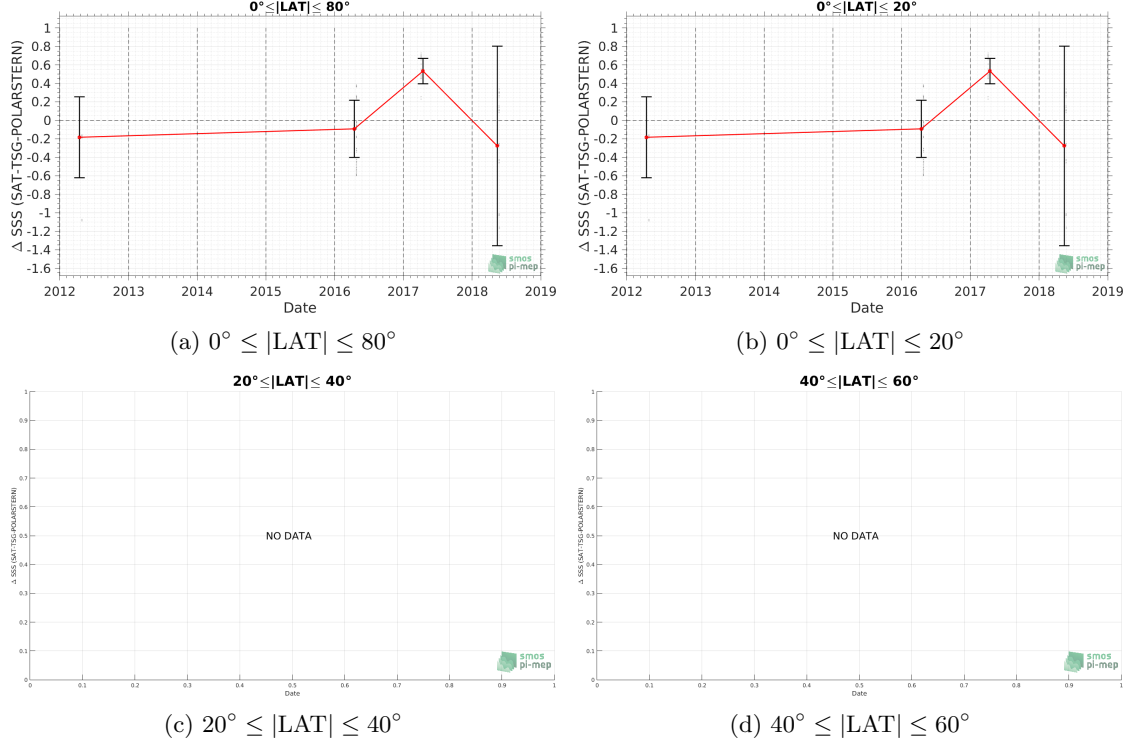 0°≤|LAT|≤ 80°
Δ SSS (SAT-TSG-POLARSTERN)
1
0.8
0.6
0.4
0.2
0
-0.2
-0.4
-0.6
-0.8
-1
-1.2
-1.4
-1.6
smos
pi-mep
2012 2013 2014 2015 2016 2017 2018 2019
Date
(a) 0° ≤ |LAT| ≤ 80°
0°≤|LAT|≤ 20°
Δ SSS (SAT-TSG-POLARSTERN)
1
0.8
0.6
0.4
0.2
0
-0.2
-0.4
-0.6
-0.8
-1
-1.2
-1.4
-1.6
smos
pi-mep
2012 2013 2014 2015 2016 2017 2018 2019
Date
(b) 0° ≤ |LAT| ≤ 20°
20°≤|LAT|≤ 40°
Δ SSS (SAT-TSG-POLARSTERN)
1
0.9
0.8
0.7
0.6
0.5
0.4
0.3
0.2
0.1
0
NO DATA
smos
pi-mep
0 0.1 0.2 0.3 0.4 0.5 0.6 0.7 0.8 0.9 1
Date
(c) 20° ≤ |LAT| ≤ 40°
40°≤|LAT|≤ 60°
Δ SSS (SAT-TSG-POLARSTERN)
1
0.9
0.8
0.7
0.6
0.5
0.4
0.3
0.2
0.1
0
NO DATA
smos
pi-mep
0 0.1 0.2 0.3 0.4 0.5 0.6 0.7 0.8 0.9 1
Date
(d) 40° ≤ |LAT| ≤ 60°